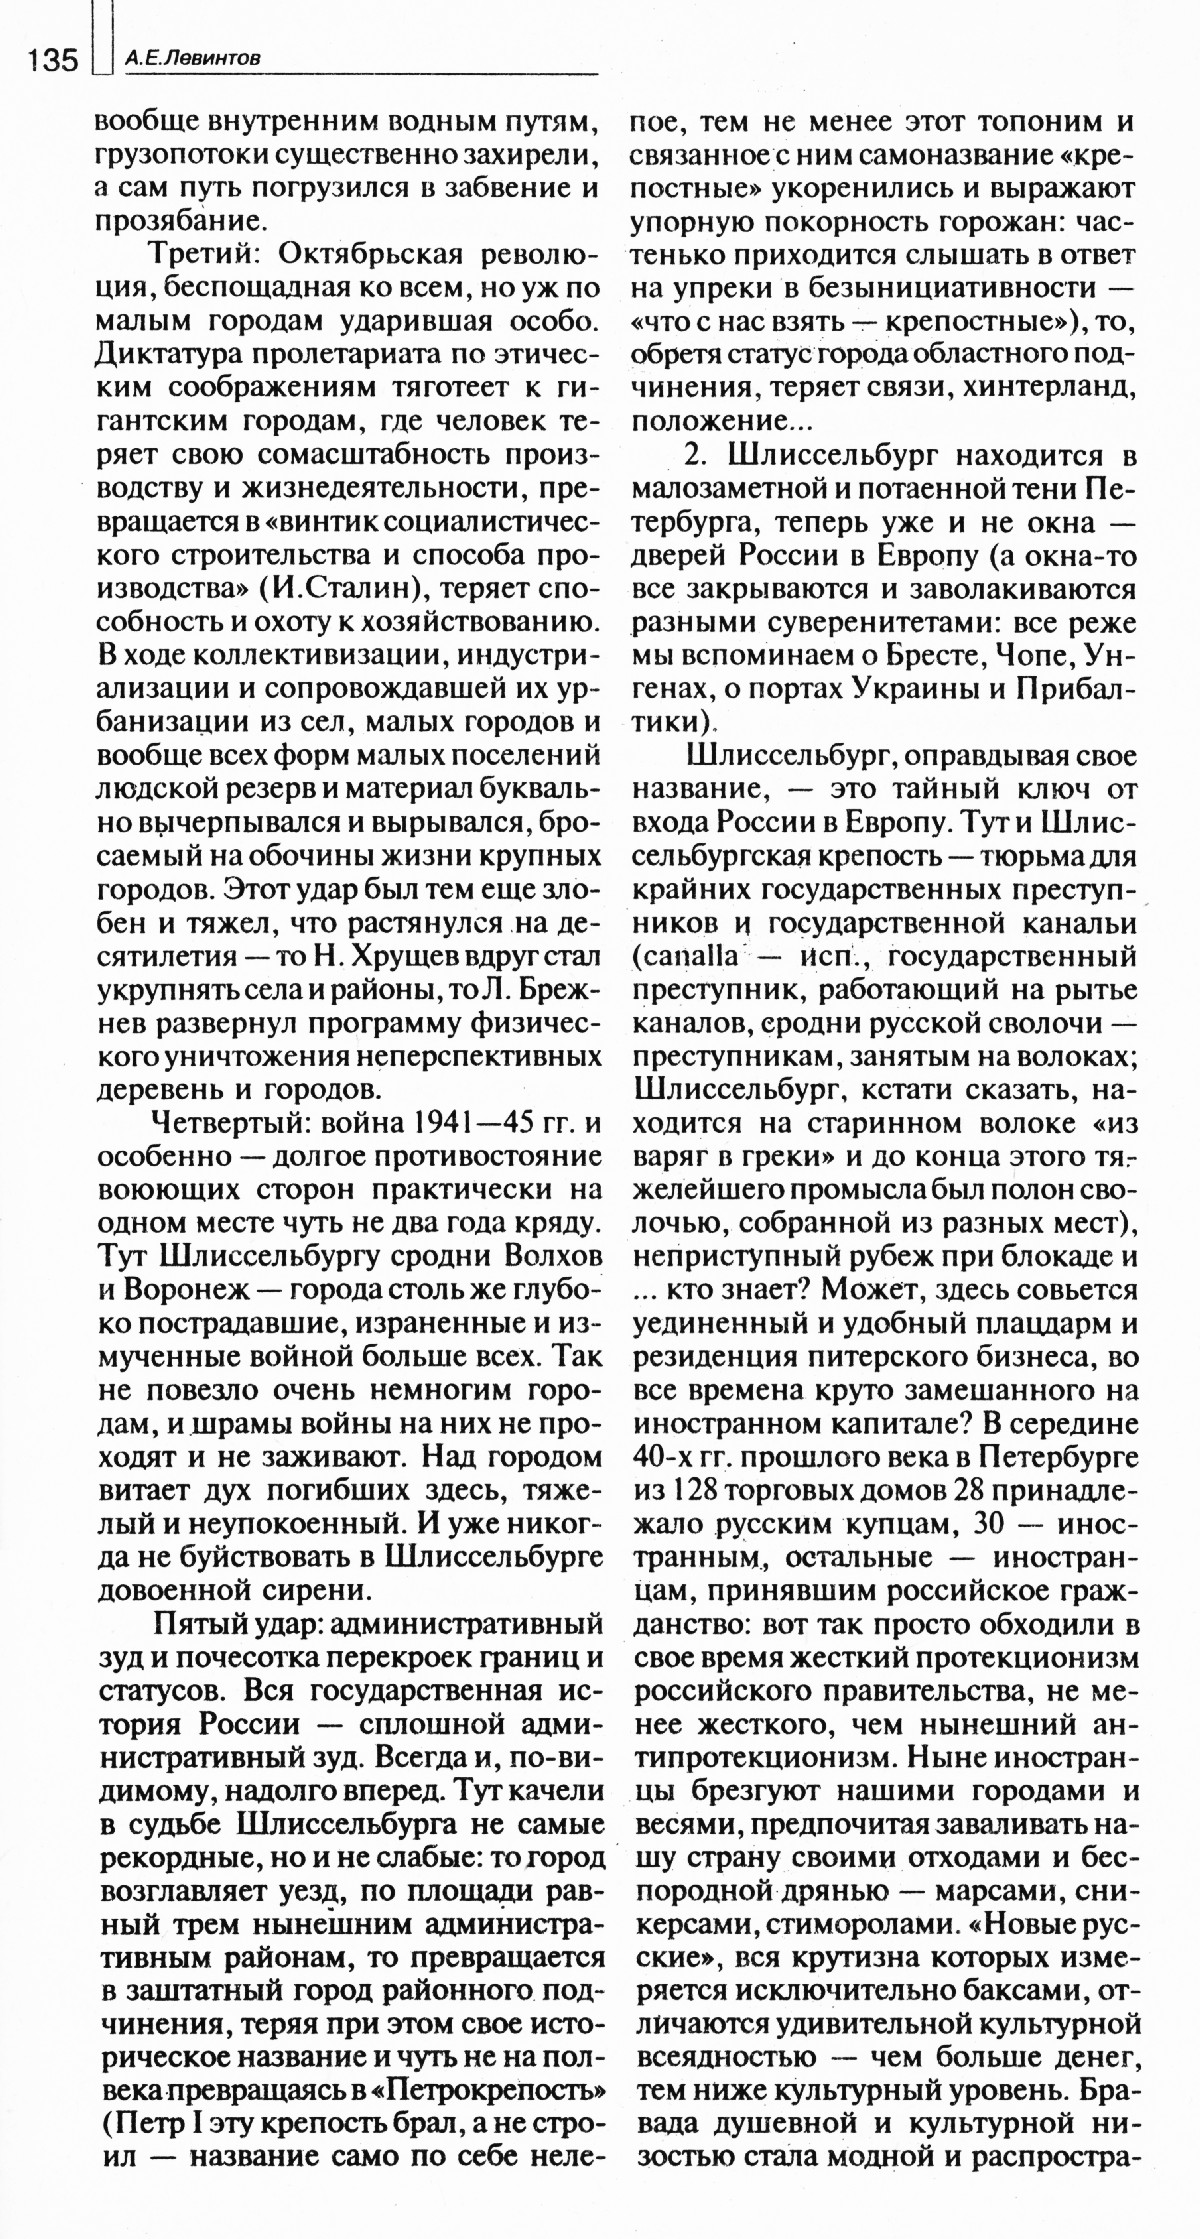 135
А.Е.Левинтов
вообще внутренним водным путям,
грузопотоки существенно захирели,
а сам путь погрузился в забвение и
прозябание.
Третий: Октябрьская револю-
ция, беспощадная ко всем, но уж по
малым городам ударившая особо.
Диктатура пролетариата по этичес-
ким соображениям тяготеет к ги-
гантским городам, где человек те-
ряет свою сомасштабность произ-
водству и жизнедеятельности, пре-
вращается в «винтик социалистичес-
кого строительства и способа про-
изводства» (И.Сталин), теряет спо-
собность и охоту к хозяйствованию.
В ходе коллективизации, индустри-
ализации и сопровождавшей их ур-
банизации из сел, малых городов и
вообще всех форм малых поселений
людской резерв и материал букваль-
но вычерпывался и вырывался, бро-
саемый на обочины жизни крупных
городов. Этот удар был тем еще зло-
бен и тяжел, что растянулся на де-
сятилетия — то Н. Хрущев вдруг стал
укрупнять села и районы, то Л. Бреж-
нев развернул программу физичес-
кого уничтожения неперспективных
деревень и городов.
Четвертый: война 1941—45 гг. и
особенно — долгое противостояние
воюющих сторон практически на
одном месте чуть не два года кряду.
Тут Шлиссельбургу сродни Волхов
и Воронеж — города столь же глубо-
ко пострадавшие, израненные и из-
мученные войной больше всех. Так
не повезло очень немногим горо-
дам, и шрамы войны на них не про-
ходят и не заживают. Над городом
витает дух погибших здесь, тяже-
лый и неупокоенный. И уже никог-
да не буйствовать в Шлиссельбурге
довоенной сирени.
Пятый удар: административный
зуд и почесотка перекроек границ и
статусов. Вся государственная ис-
тория России — сплошной адми-
нистративный зуд. Всегда и, по-ви-
димому, надолго вперед. Тут качели
в судьбе Шлиссельбурга не самые
рекордные, но и не слабые: то город
возглавляет уезд, по площади рав-
ный трем нынешним администра-
тивным районам, то превращается
в заштатный город районного под-
чинения, теряя при этом свое исто-
рическое название и чуть не на пол-
века превращаясь в «Петрокрепость»
(Петр I эту крепость брал, а не стро-
ил — название само по себе неле-
пое, тем не менее этот топоним и
связанное с ним самоназвание «кре-
постные» укоренились и выражают
упорную покорность горожан: час-
тенько приходится слышать в ответ
на упреки в безынициативности —
«что с нас взять — крепостные»), то,
обретя статус города областного под-
чинения, теряет связи, хинтерланд,
положение...
2. Шлиссельбург находится в
малозаметной и потаенной тени Пе-
тербурга, теперь уже и не окна —
дверей России в Европу (а окна-то
все закрываются и заволакиваются
разными суверенитетами: все реже
мы вспоминаем о Бресте, Чопе, Ун-
генах, о портах Украины и Прибал-
тики).
Шлиссельбург, оправдывая свое
название, — это тайный ключ от
входа России в Европу. Тут и Шлис-
сельбургская крепость — тюрьма для
крайних государственных преступ-
ников и государственной канальи
(canalla — исп., государственный
преступник, работающий на рытье
каналов, сродни русской сволочи —
преступникам, занятым на волоках;
Шлиссельбург, кстати сказать, на-
ходится на старинном волоке «из
варяг в греки» и до конца этого тя-
желейшего промысла был полон сво-
лочью, собранной из разных мест),
неприступный рубеж при блокаде и
... кто знает? Может, здесь совьется
уединенный и удобный плацдарм и
резиденция питерского бизнеса, во
все времена круто замешанного на
иностранном капитале? В середине
40-х гг. прошлого века в Петербурге
из 128 торговых домов 28 принадле-
жало русским купцам, 30 — инос-
транным, остальные — иностран-
цам, принявшим российское граж-
данство: вот так просто обходили в
свое время жесткий протекционизм
российского правительства, не ме-
нее жесткого, чем нынешний ан-
типротекционизм. Ныне иностран-
цы брезгуют нашими городами и
весями, предпочитая заваливать на-
шу страну своими отходами и бес-
породной дрянью — марсами, сни-
керсами, стиморолами. «Новые рус-
ские», вся крутизна которых изме-
ряется исключительно баксами, от-
личаются удивительной культурной
всеядностью — чем больше денег,
тем ниже культурный уровень. Бра-
вада душевной и культурной ни-
зостью стала модной и распростра-